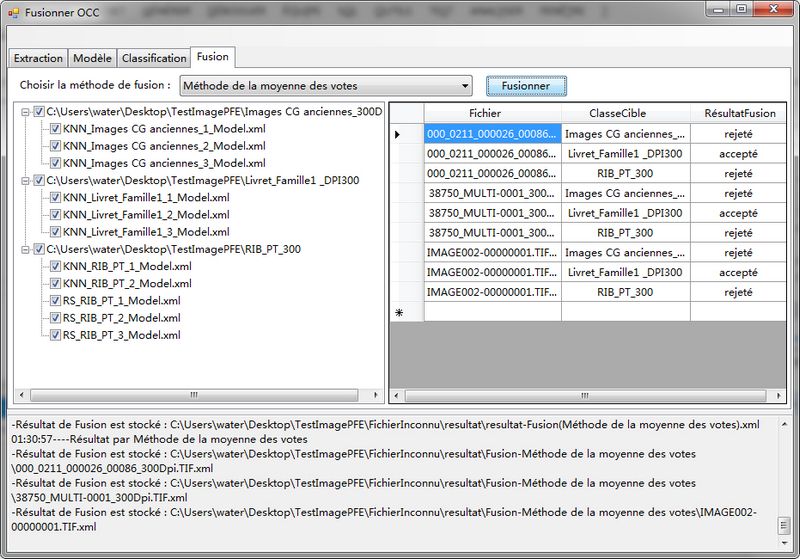 Fusionner OCC
Extraction Modèle Classification Fusion
Choisir la méthode de fusion : Méthode de la moyenne des votes Fusionner
C:\Users\water\Desktop\TestImagePFE\Images CG anciennes_300D
KNN_Images CG anciennes_1_Model.xml
KNN_Images CG anciennes_2_Model.xml
KNN_Images CG anciennes_3_Model.xml
C:\Users\water\Desktop\TestImagePFE\Livret_Famille1 _DPI300
KNN_Livret_Famille1_1_Model.xml
KNN_Livret_Famille1_2_Model.xml
KNN_Livret_Famille1_3_Model.xml
C:\Users\water\Desktop\TestImagePFE\RIB_PT_300
KNN_RIB_PT_1_Model.xml
KNN_RIB_PT_2_Model.xml
RS_RIB_PT_1_Model.xml
RS_RIB_PT_2_Model.xml
RS_RIB_PT_3_Model.xml
Fichier ClasseCible RésultatFusion
000_0211_000026_00086... Images CG anciennes_... rejeté
000_0211_000026_00086... Livret_Famille1 _DPI300 accepté
000_0211_000026_00086... RIB_PT_300 rejeté
38750_MULTI-0001_300... Images CG anciennes_... rejeté
38750_MULTI-0001_300... Livret_Famille1 _DPI300 accepté
38750_MULTI-0001_300... RIB_PT_300 rejeté
IMAGE002-00000001.TIF... Images CG anciennes_... rejeté
IMAGE002-00000001.TIF... Livret_Famille1 _DPI300 accepté
IMAGE002-00000001.TIF... RIB_PT_300 rejeté
-Résultat de Fusion est stocké : C:\Users\water\Desktop\TestImagePFE\FichierInconnu\resultat\resultat-Fusion(Méthode de la moyenne des votes).xml
01:30:57----Résultat par Méthode de la moyenne des votes
-Résultat de Fusion est stocké : C:\Users\water\Desktop\TestImagePFE\FichierInconnu\resultat\Fusion-Méthode de la moyenne des votes
\000_0211_000026_00086_300Dpi.TIF.xml
-Résultat de Fusion est stocké : C:\Users\water\Desktop\TestImagePFE\FichierInconnu\resultat\Fusion-Méthode de la moyenne des votes
\38750_MULTI-0001_300Dpi.TIF.xml
-Résultat de Fusion est stocké : C:\Users\water\Desktop\TestImagePFE\FichierInconnu\resultat\Fusion-Méthode de la moyenne des votes\IMAGE002-
00000001.TIF.xml